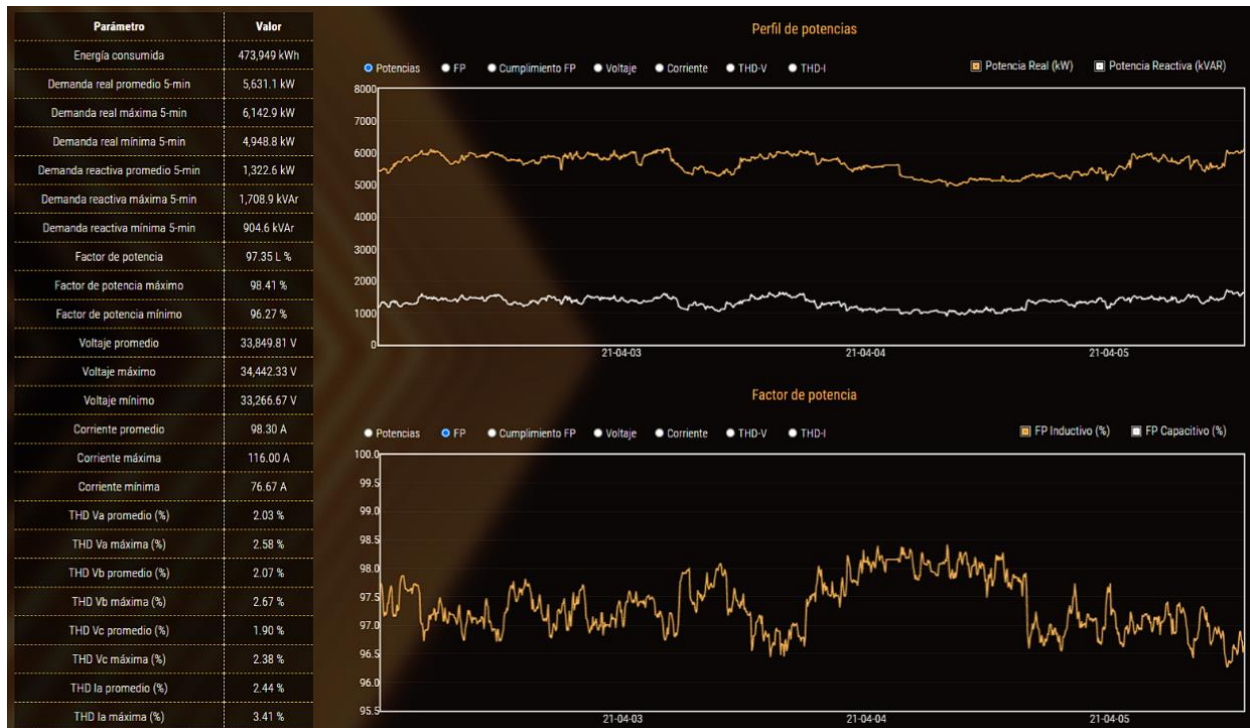 Parámetro Valor
Energía consumida 473,949 kWh
Demanda real promedio 5-min 5,631.1 kW
Demanda real máxima 5-min 6,142.9 kW
Demanda real mínima 5-min 4,948.8 kW
Demanda reactiva promedio 5-min 1,322.6 kW
Demanda reactiva máxima 5-min 1,708.9 kVAr
Demanda reactiva mínima 5-min 904.6 kVAr
Factor de potencia 97.35 L %
Factor de potencia máximo 98.41 %
Factor de potencia mínimo 96.27 %
Voltaje promedio 33,849.81 V
Voltaje máximo 34,442.33 V
Voltaje mínimo 33,266.67 V
Corriente promedio 98.30 A
Corriente máxima 116.00 A
Corriente mínima 76.67 A
THD Va promedio (%) 2.03 %
THD Va máxima (%) 2.58 %
THD Vb promedio (%) 2.07 %
THD Vb máxima (%) 2.67 %
THD Vc promedio (%) 1.90 %
THD Vc máxima (%) 2.38 %
THD Ia promedio (%) 2.44 %
THD Ia máxima (%) 3.41 %
Perfil de potencias
Potencias FP Cumplimiento FP Voltaje Corriente THD-V THD-I Potencia Real (kW) Potencia Reactiva (kVAR)
8000
7000
6000
5000
4000
3000
2000
1000
0
21-04-03 21-04-04 21-04-05
Factor de potencia
Potencias FP Cumplimiento FP Voltaje Corriente THD-V THD-I FP Inductivo (%) FP Capacitivo (%)
100.0
99.5
99.0
98.5
98.0
97.5
97.0
96.5
96.0
95.5
21-04-03 21-04-04 21-04-05